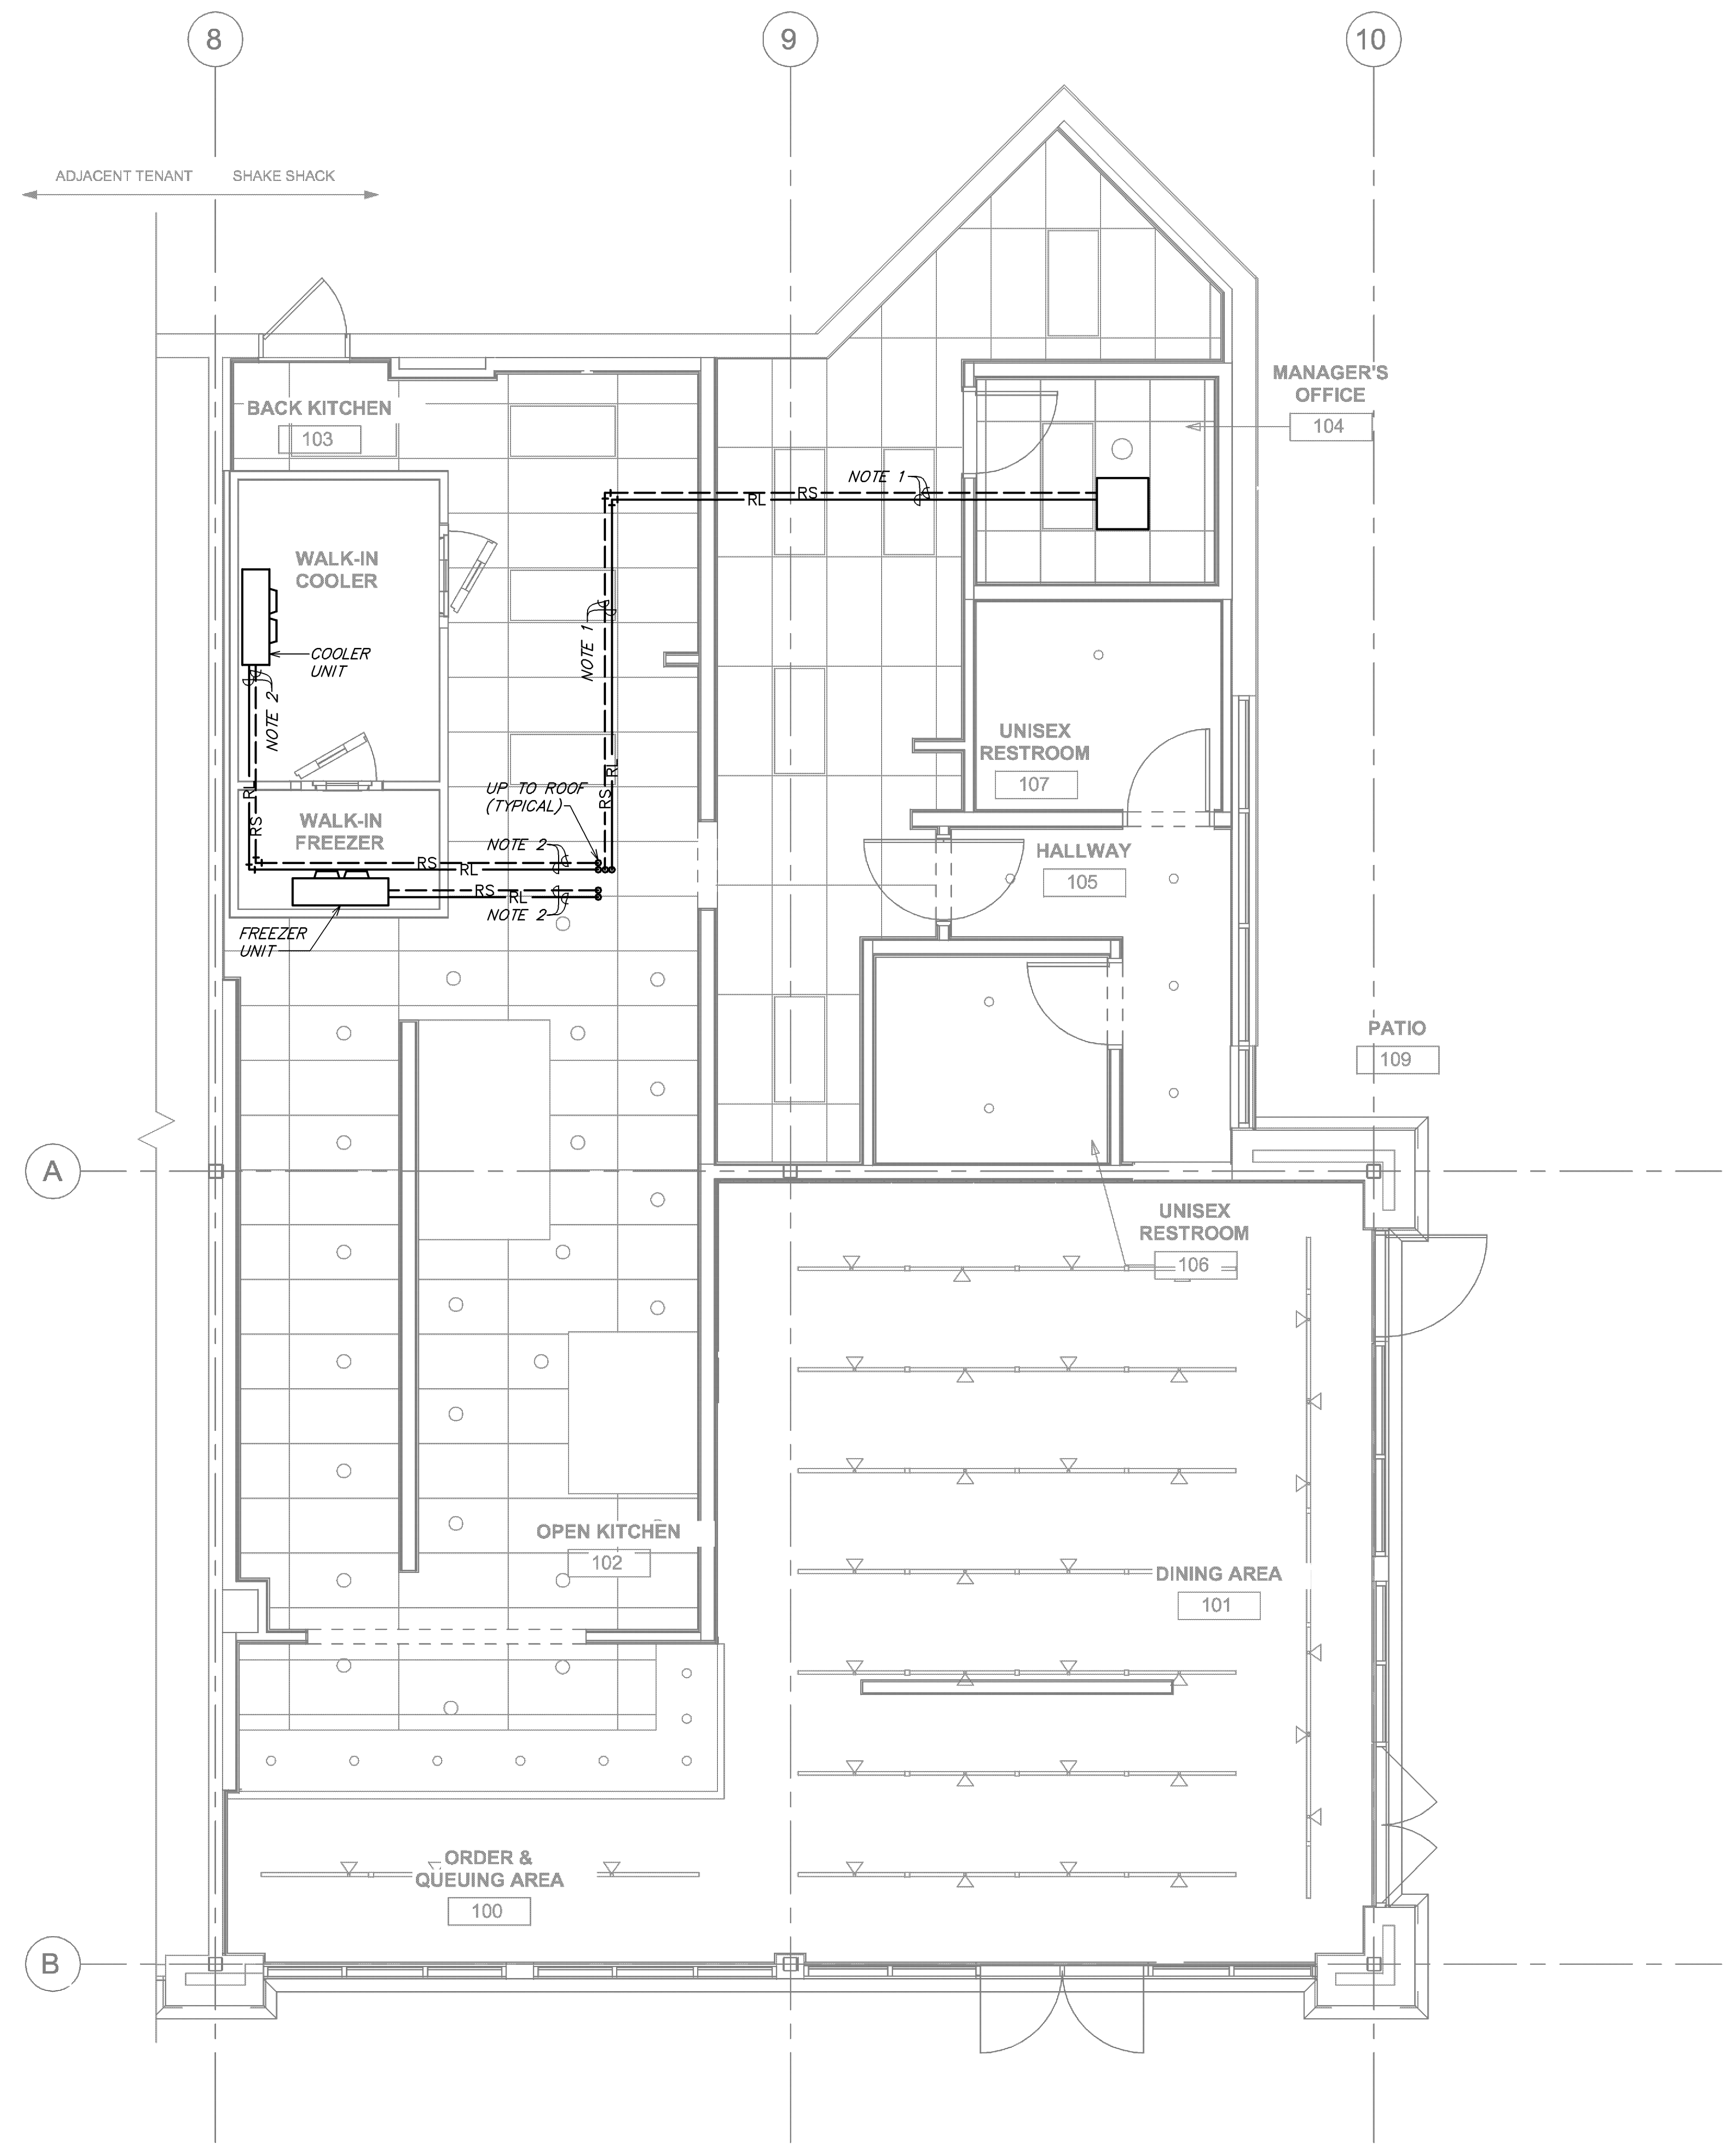 8
9
10
ADJACENT TENANT
SHAKE SHACK
MANAGER'S
OFFICE
104
BACK KITCHEN
103
NOTE 1
RL
RS
WALK-IN
COOLER
COOLER
UNIT
NOTE 1
NOTE 2
UNISEX
RESTROOM
107
RL
RS
UP TO ROOF
(TYPICAL)
RS
RL
WALK-IN
FREEZER
NOTE 2
RS
RL
HALLWAY
105
RS
RL
NOTE 2
FREEZER
UNIT
PATIO
109
A
UNISEX
RESTROOM
106
OPEN KITCHEN
102
DINING AREA
101
ORDER &
QUEUING AREA
100
B